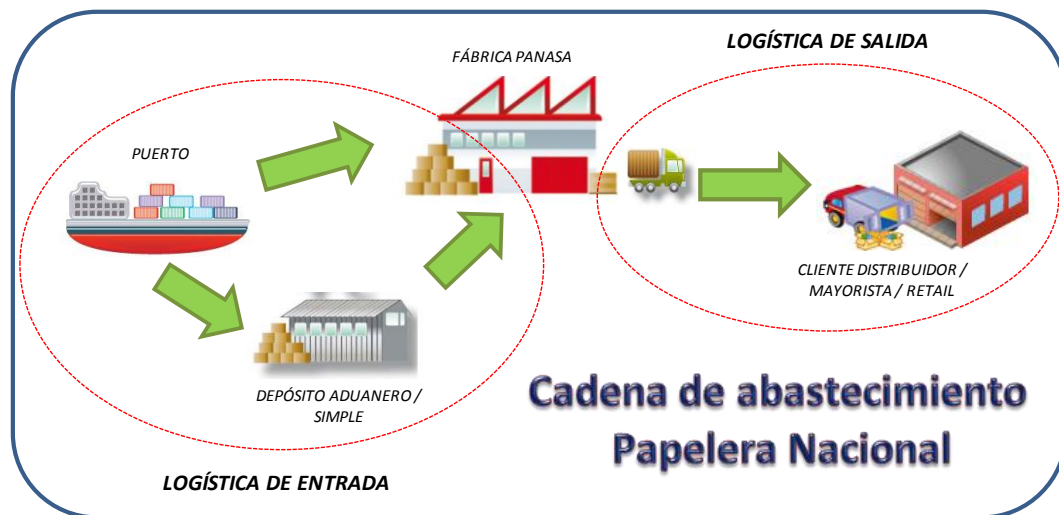 LOGÍSTICA DE SALIDA
FÁBRICA PANASA
PUERTO
CLIENTE DISTRIBUIDOR /
MAYORISTA / RETAIL
DEPÓSITO ADUANERO /
SIMPLE
Cadena de abastecimiento
Papelera Nacional
LOGÍSTICA DE ENTRADA